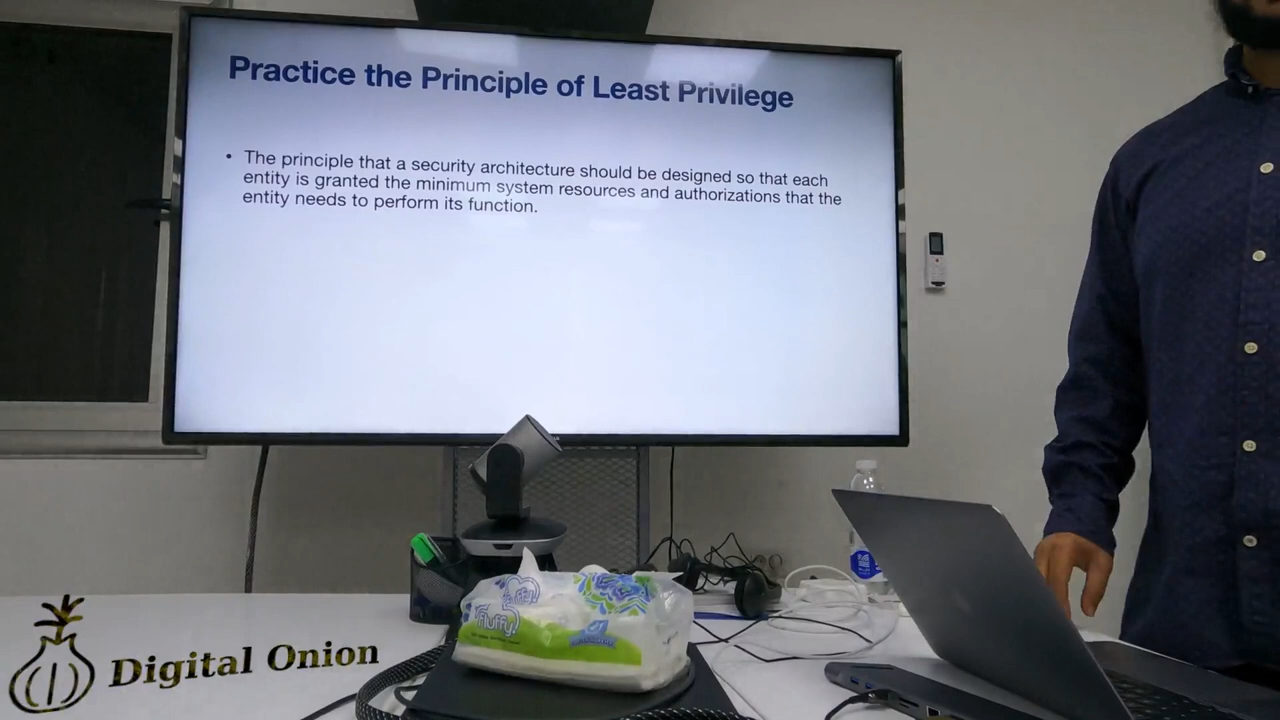 Practice the Principle of Least Privilege
• The principle that a security architecture should be designed so that each
entity is granted the minimum system resources and authorizations that the
entity needs to perform its function.
fluffy!
Digital Onion